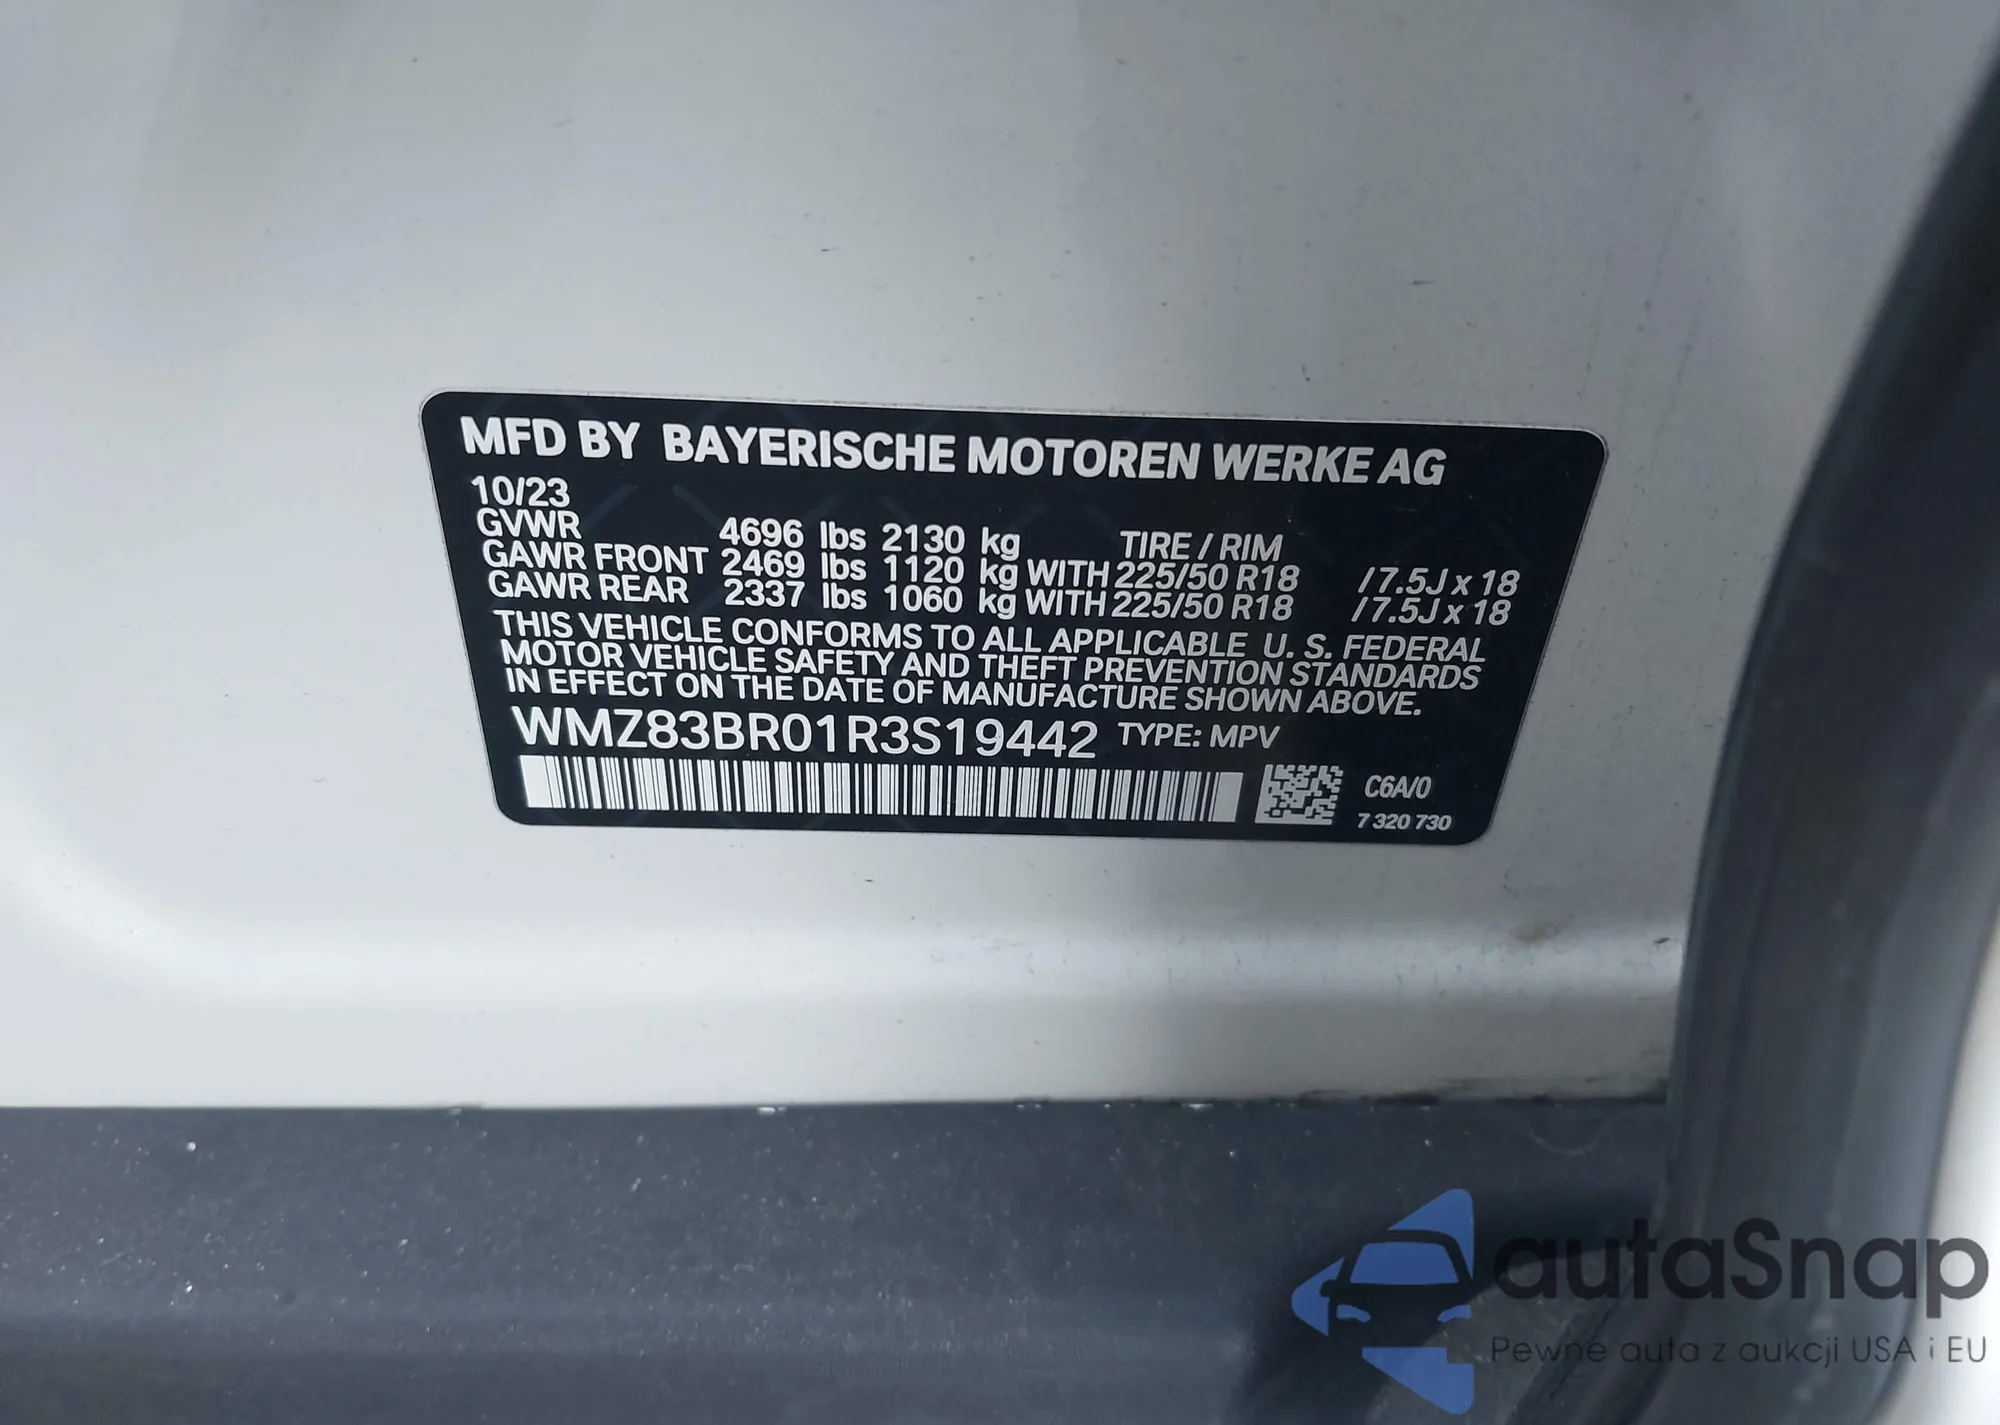 MFD BY BAYERISCHE MOTOREN WERKE AG
10/23
GVWR 4696 lbs 2130 kg TIRE / RIM
GAWR FRONT 2469 lbs 1120 kg WITH 225/50 R18 / 7.5J x 18
GAWR REAR 2337 lbs 1060 kg WITH 225/50 R18 / 7.5J x 18
THIS VEHICLE CONFORMS TO ALL APPLICABLE U. S. FEDERAL
MOTOR VEHICLE SAFETY AND THEFT PREVENTION STANDARDS
IN EFFECT ON THE DATE OF MANUFACTURE SHOWN ABOVE.
WMZ83BR01R3S19442 TYPE: MPV
C6A/0
7 320 730
autaSnap
Pewne auta z aukcji USA i EU